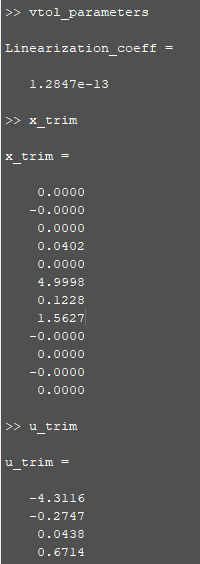 >> vtol_parameters
Linearization_coeff =
1.2847e-13
>> x_trim
x_trim =
0.0000
-0.0000
0.0000
0.0402
0.0000
4.9998
0.1228
1.5627
-0.0000
0.0000
-0.0000
0.0000
>> u_trim
u_trim =
-4.3116
-0.2747
0.0438
0.6714